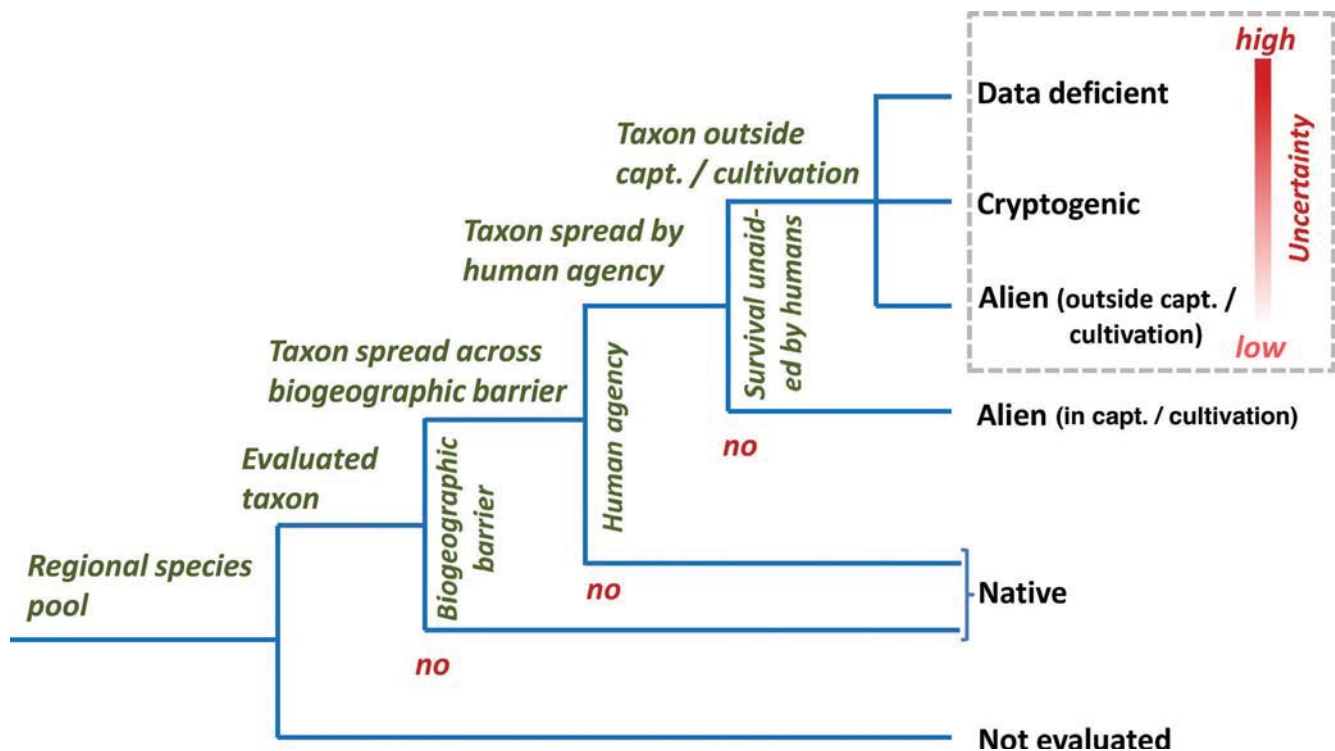 high
Data deficient
Taxon outside
capt. / cultivation
Cryptogenic
Uncertainty
Taxon spread by
human agency
Survival unaid-
ed by humans
Alien (outside capt. /
cultivation)
low
Taxon spread across
biogeographic barrier
Human agency
Alien (in capt. / cultivation)
no
Evaluated
taxon
Biogeographic
barrier
Regional species
pool
no
Native
no
Not evaluated